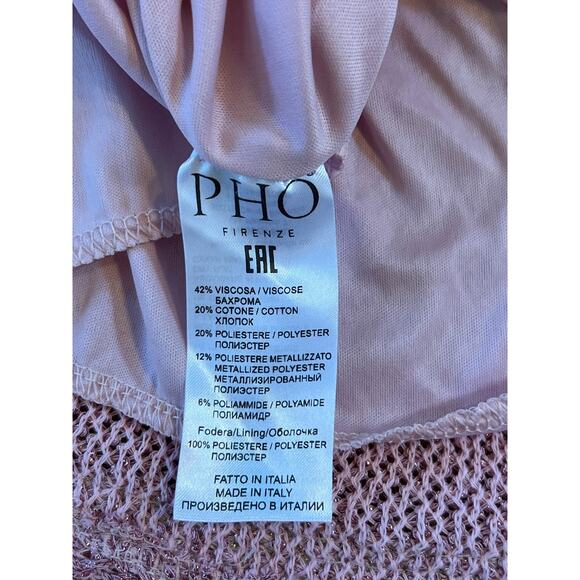 PHO®
FIRENZE
EAC
42% VISCOSA / VISCOSE
БАХРОМА
20% COTONE / COTTON
ХЛОПОК
20% POLIESTERE / POLYESTER
ПОЛИЭСТЕР
12% POLIESTERE METALLIZZATO
METALLIZED POLYESTER
МЕТАЛЛИЗИРОВАННЫЙ
ПОЛИЭСТЕР
6% POLIAMMIDE / POLYAMIDE
ПОЛИАМИДР
Fodera/Lining/Оболочка
100% POLIESTERE / POLYESTER
ПОЛИЭСТЕР
FATTO IN ITALIA
MADE IN ITALY
ПРОИЗВЕДЕНО В ИТАЛИИ